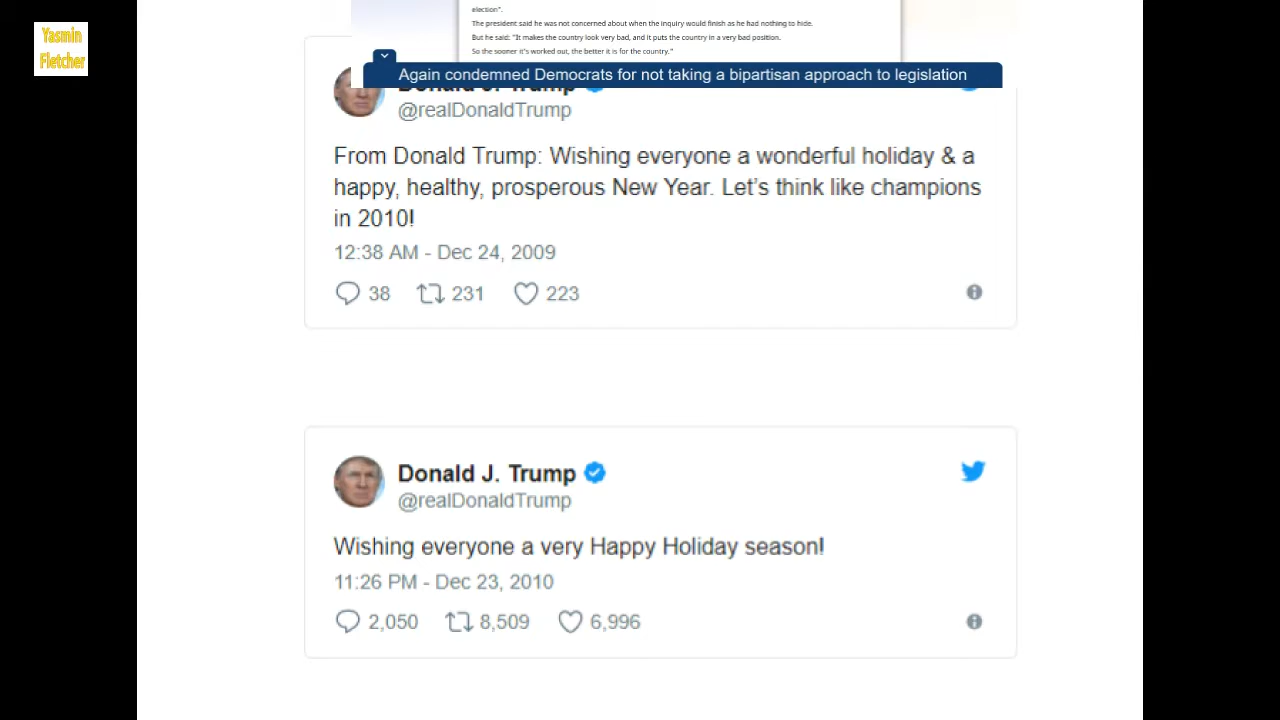 Yasmin
Fletcher
election".
The president said he was not concerned about when the inquiry would finish as he had nothing to hide.
But he said: "It makes the country look very bad, and it puts the country in a very bad position.
So the sooner it's worked out, the better it is for the country."
Again condemned Democrats for not taking a bipartisan approach to legislation
Donald J. Trump
@realDonaldTrump
From Donald Trump: Wishing everyone a wonderful holiday & a
happy, healthy, prosperous New Year. Let’s think like champions
in 2010!
12:38 AM - Dec 24, 2009
38 231 223
Donald J. Trump
@realDonaldTrump
Wishing everyone a very Happy Holiday season!
11:26 PM - Dec 23, 2010
2,050 8,509 6,996